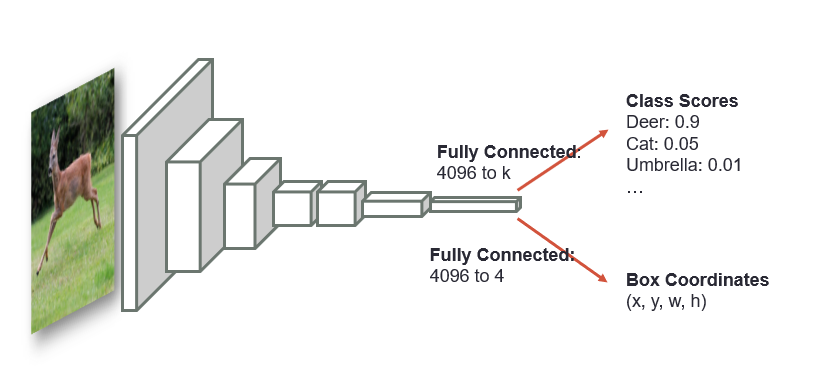 Class Scores
Deer: 0.9
Cat: 0.05
Umbrella: 0.01
...
Fully Connected:
4096 to k
Fully Connected:
4096 to 4
Box Coordinates
(x, y, w, h)